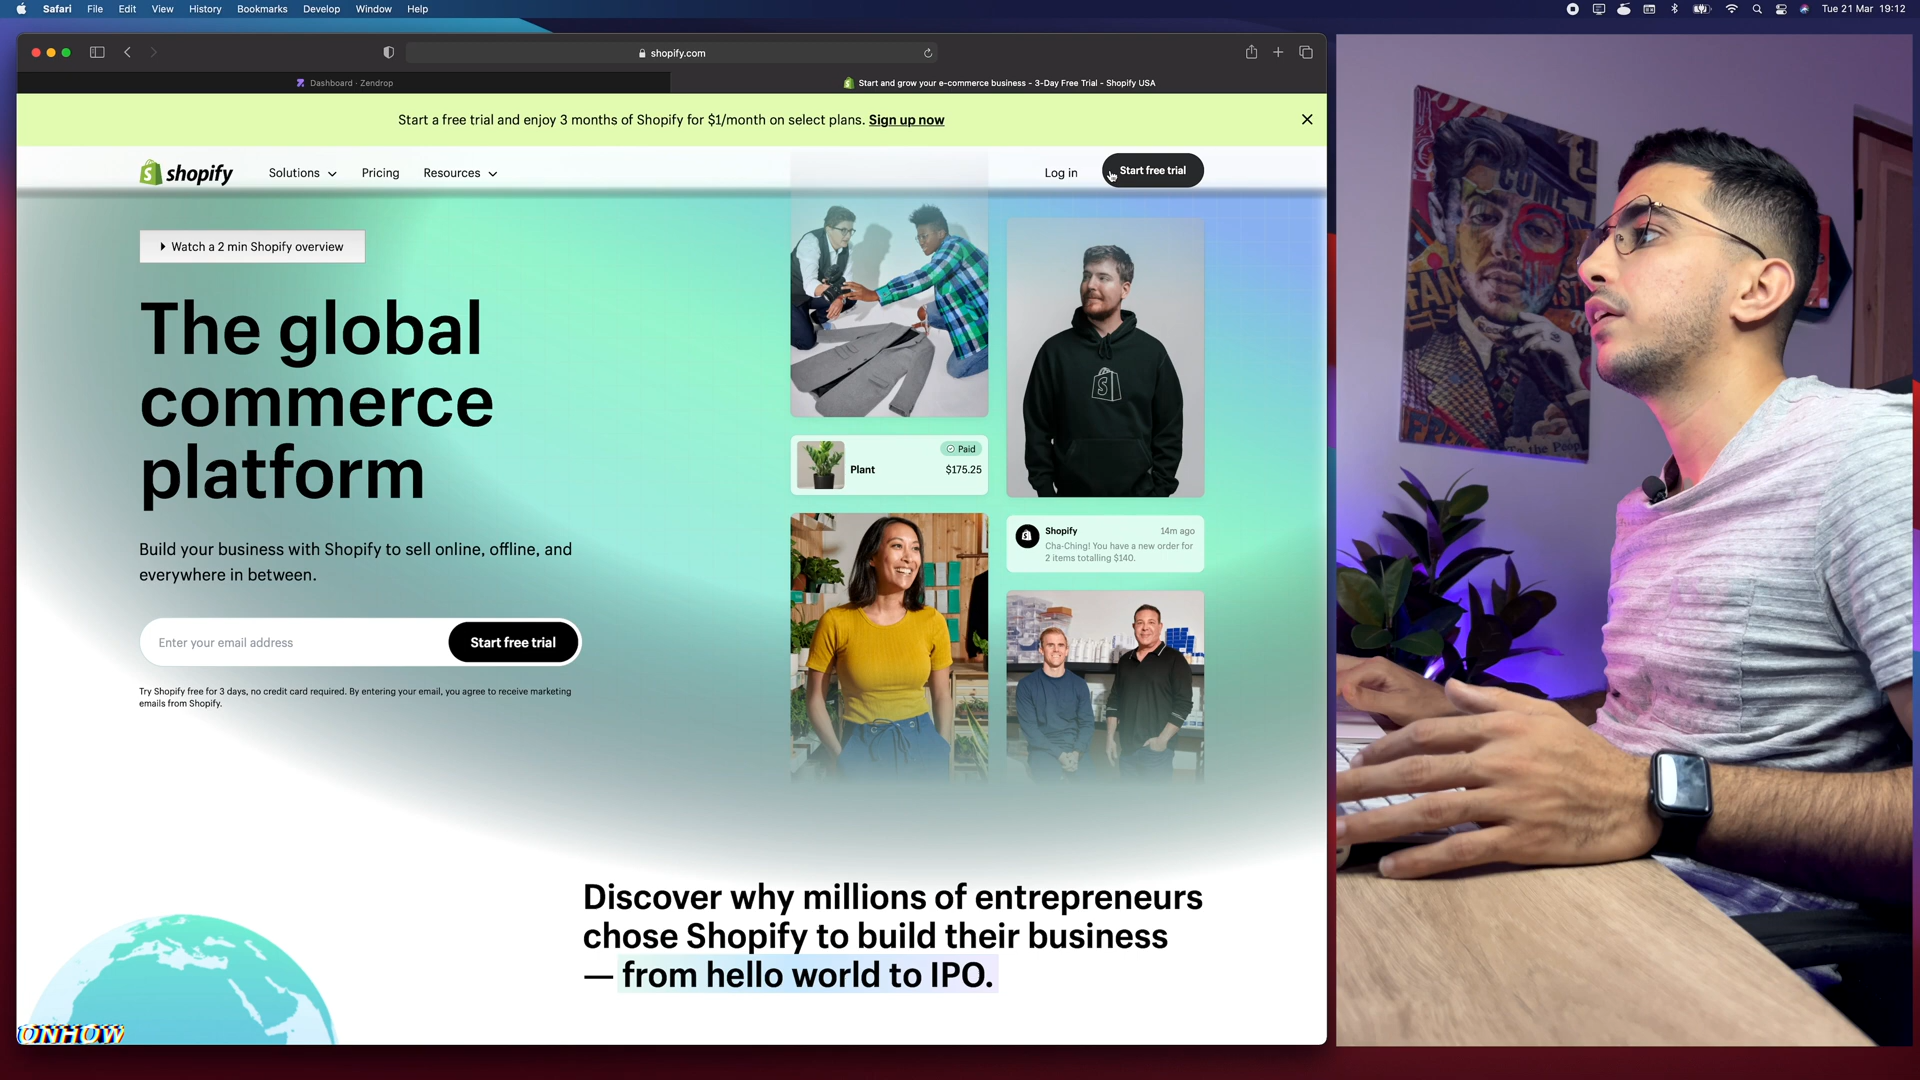 Safari File Edit View History Bookmarks Develop Window Help
Tue 21 Mar 19:12
shopify.com
Dashboard - Zendrop
Start and grow your e-commerce business - 3-Day Free Trial - Shopify USA
Start a free trial and enjoy 3 months of Shopify for $1/month on select plans. Sign up now
shopify
Solutions
Pricing
Resources
Log in
Start free trial
Watch a 2 min Shopify overview
The global
commerce
platform
Build your business with Shopify to sell online, offline, and
everywhere in between.
Enter your email address
Start free trial
Try Shopify free for 3 days, no credit card required. By entering your email, you agree to receive marketing
emails from Shopify.
Paid
Plant
$175.25
Shopify
14m ago
Cha-Ching! You have a new order for
2 items totalling $140.
Discover why millions of entrepreneurs
chose Shopify to build their business
— from hello world to IPO.
ONHOW